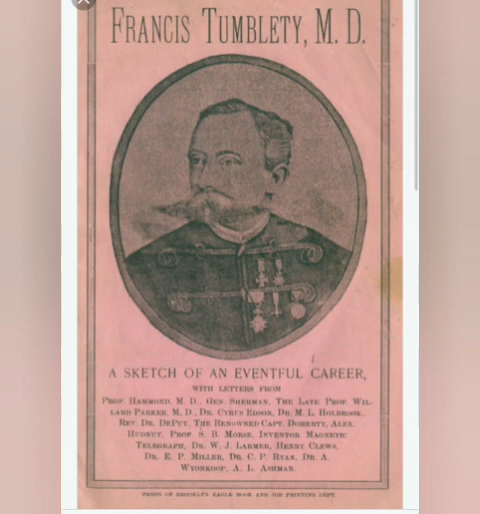 FRANCIS TUMBLETY, M. D.
A SKETCH OF AN EVENTFUL CAREER,
WITH LETTERS FROM
PROF. HAMMOND, M. D., GEN. SHERMAN, THE LATE PROF. WIL-
LARD PARKER, M. D., DR. CYRUS EDSON, DR. M. L. HOLBROOK,
REV. DR. DEPUY, THE RENOWNED CAPT. DOHERTY, ALEX.
HUDNUT, PROF. S. B. MORSE, INVENTOR MAGNETIC
TELEGRAPH, DR. W. J. LARMER, HENRY CLEWS,
DR. E. P. MILLER, DR. C. P. RYAN, DR. A.
WYONKOOP, A. L. ASHMAN.
PRESS OF BROOKLYN EAGLE BOOK AND JOB PRINTING DEPT.